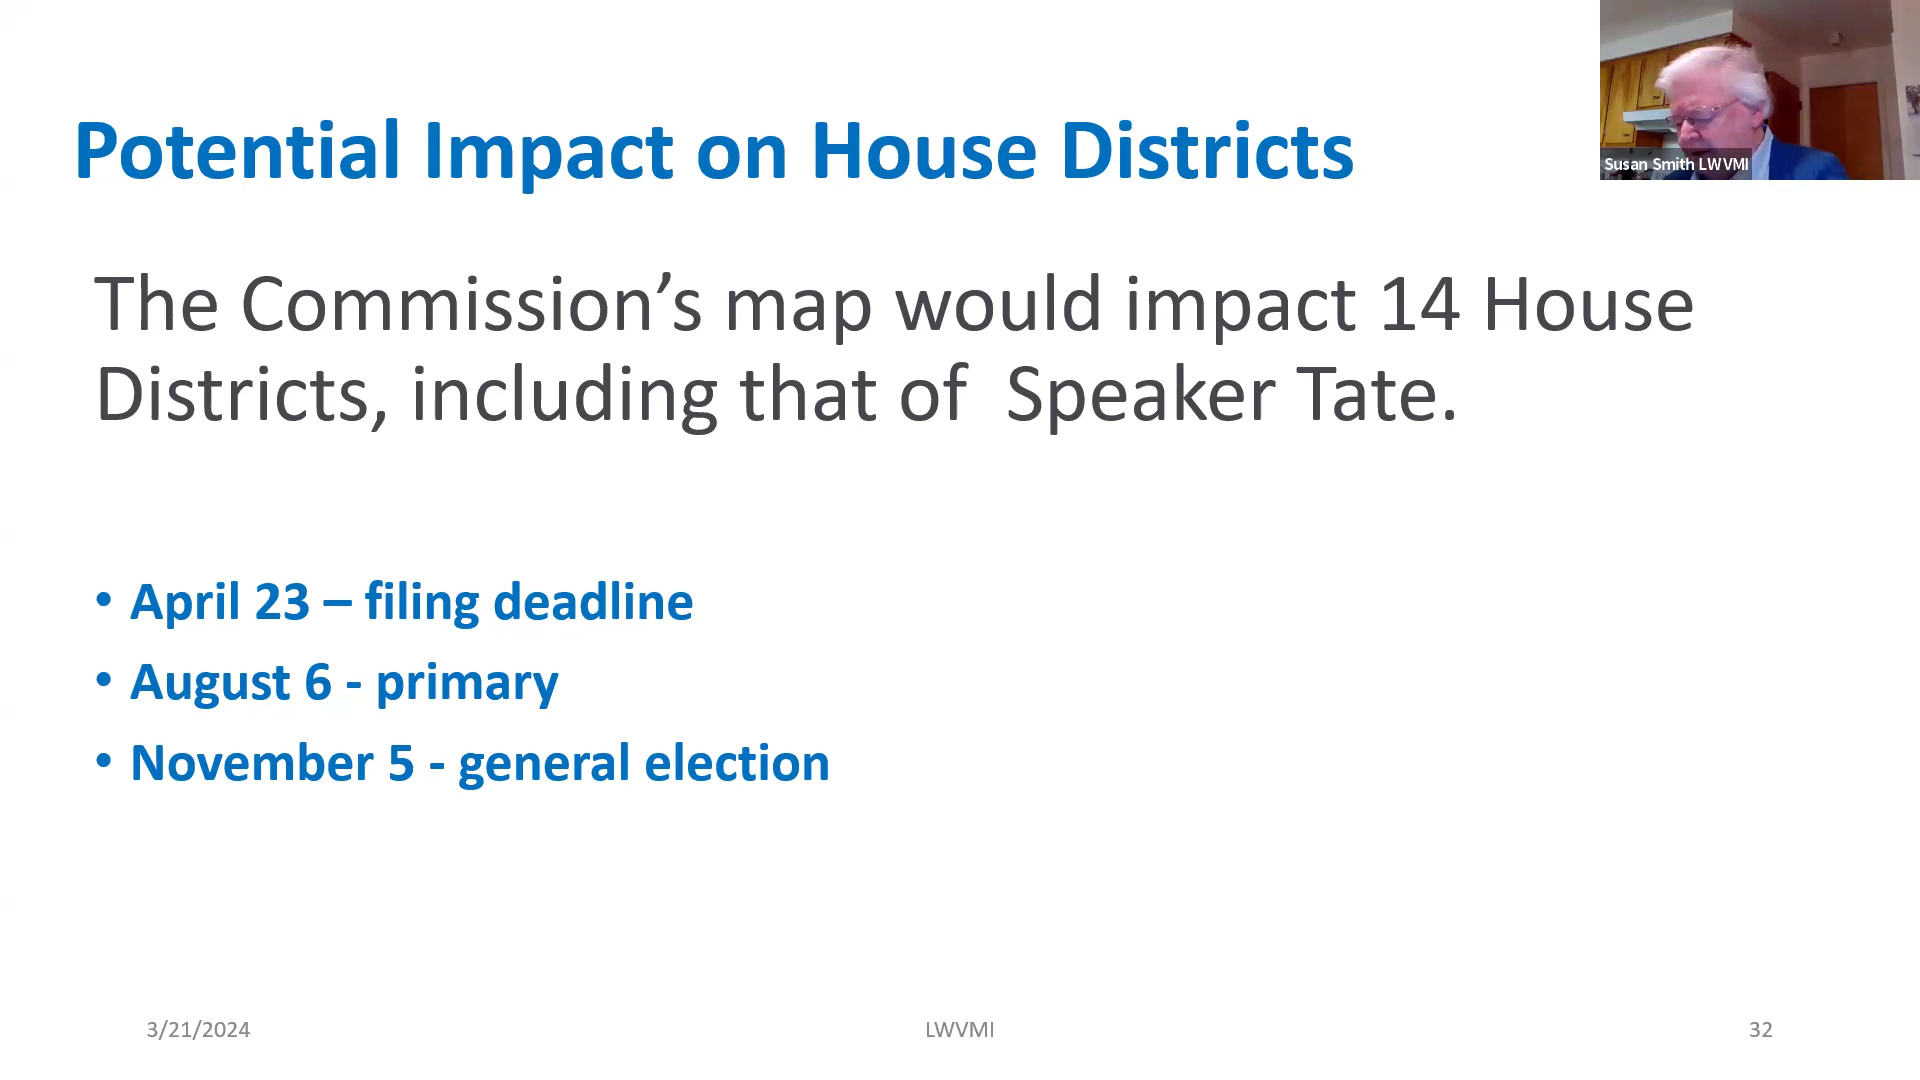 Potential Impact on House Districts
Susan Smith LWVMI
The Commission’s map would impact 14 House
Districts, including that of  Speaker Tate.
• April 23 – filing deadline
• August 6 - primary
• November 5 - general election
3/21/2024
LWVMI
32